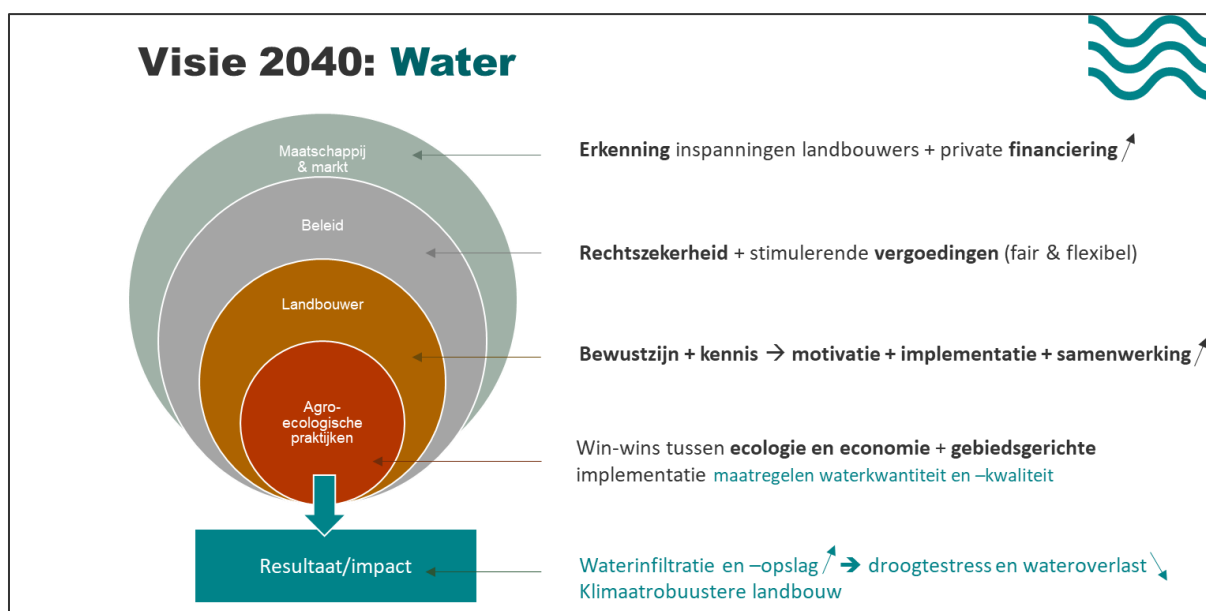 Visie 2040: Water
Maatschappij
& markt
Erkenning inspanningen landbouwers + private financiering ↗
Beleid
Rechtszekerheid + stimulerende vergoedingen (fair & flexibel)
Landbouwer
Bewustzijn + kennis → motivatie + implementatie + samenwerking ↗
Agro-
ecologische
praktijken
Win-wins tussen ecologie en economie + gebiedsgerichte
implementatie maatregelen waterkwantiteit en –kwaliteit
Resultaat/impact
Waterinfiltratie en –opslag ↗ → droogtestress en wateroverlast ↘
Klimaatrobuustere landbouw